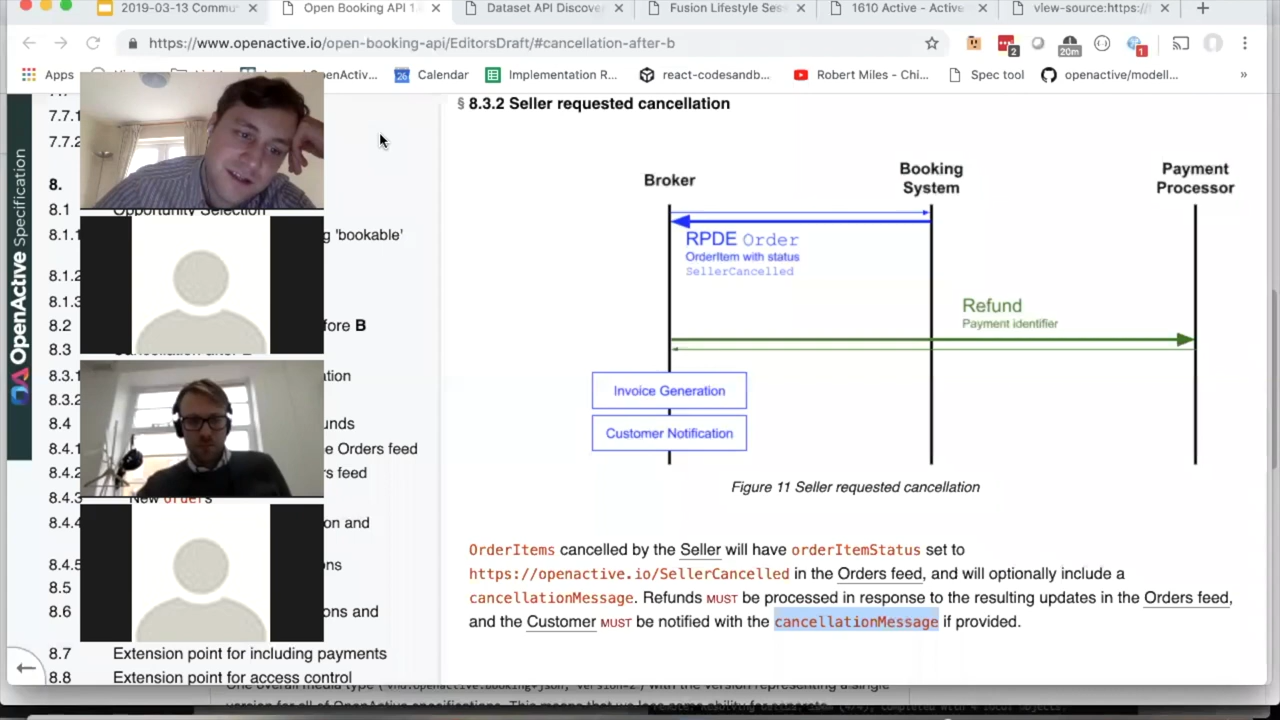 2019-03-13 Commu
Open Booking API 1.
Dataset API Discove
Fusion Lifestyle Ses
1610 Active - Active
view-source:https://
https://www.openactive.io/open-booking-api/EditorsDraft/#cancellation-after-b
2
20m
1
Apps
OpenActiv...
26 Calendar
Implementation R...
react-codesandb...
Robert Miles - Chi...
Spec tool
openactive/modell...
»
OpenActive Specification
7.7.1
7.7.2
8.
8.1 Opportunity Selection
8.1.1 g 'bookable'
8.1.2
8.1.3
8.2 fore B
8.3
8.3.1 ation
8.3.2
8.4 unds
8.4.1 e Orders feed
8.4.2 rs feed
8.4.3 New Orders
8.4.4 on and
8.4.5 ons
8.5
8.6 ons and
8.7 Extension point for including payments
8.8 Extension point for access control
§ 8.3.2 Seller requested cancellation
Broker
Booking
System
Payment
Processor
RPDE Order
OrderItem with status
SellerCancelled
Refund
Payment identifier
Invoice Generation
Customer Notification
Figure 11 Seller requested cancellation
OrderItems cancelled by the Seller will have orderItemStatus set to
https://openactive.io/SellerCancelled in the Orders feed, and will optionally include a
cancellationMessage. Refunds MUST be processed in response to the resulting updates in the Orders feed,
and the Customer MUST be notified with the cancellationMessage if provided.